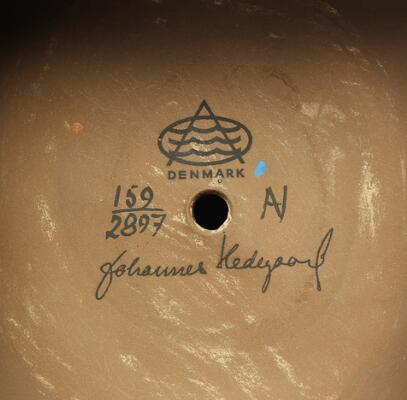 DENMARK
159
2897
AJ
Johannes Hedegaard